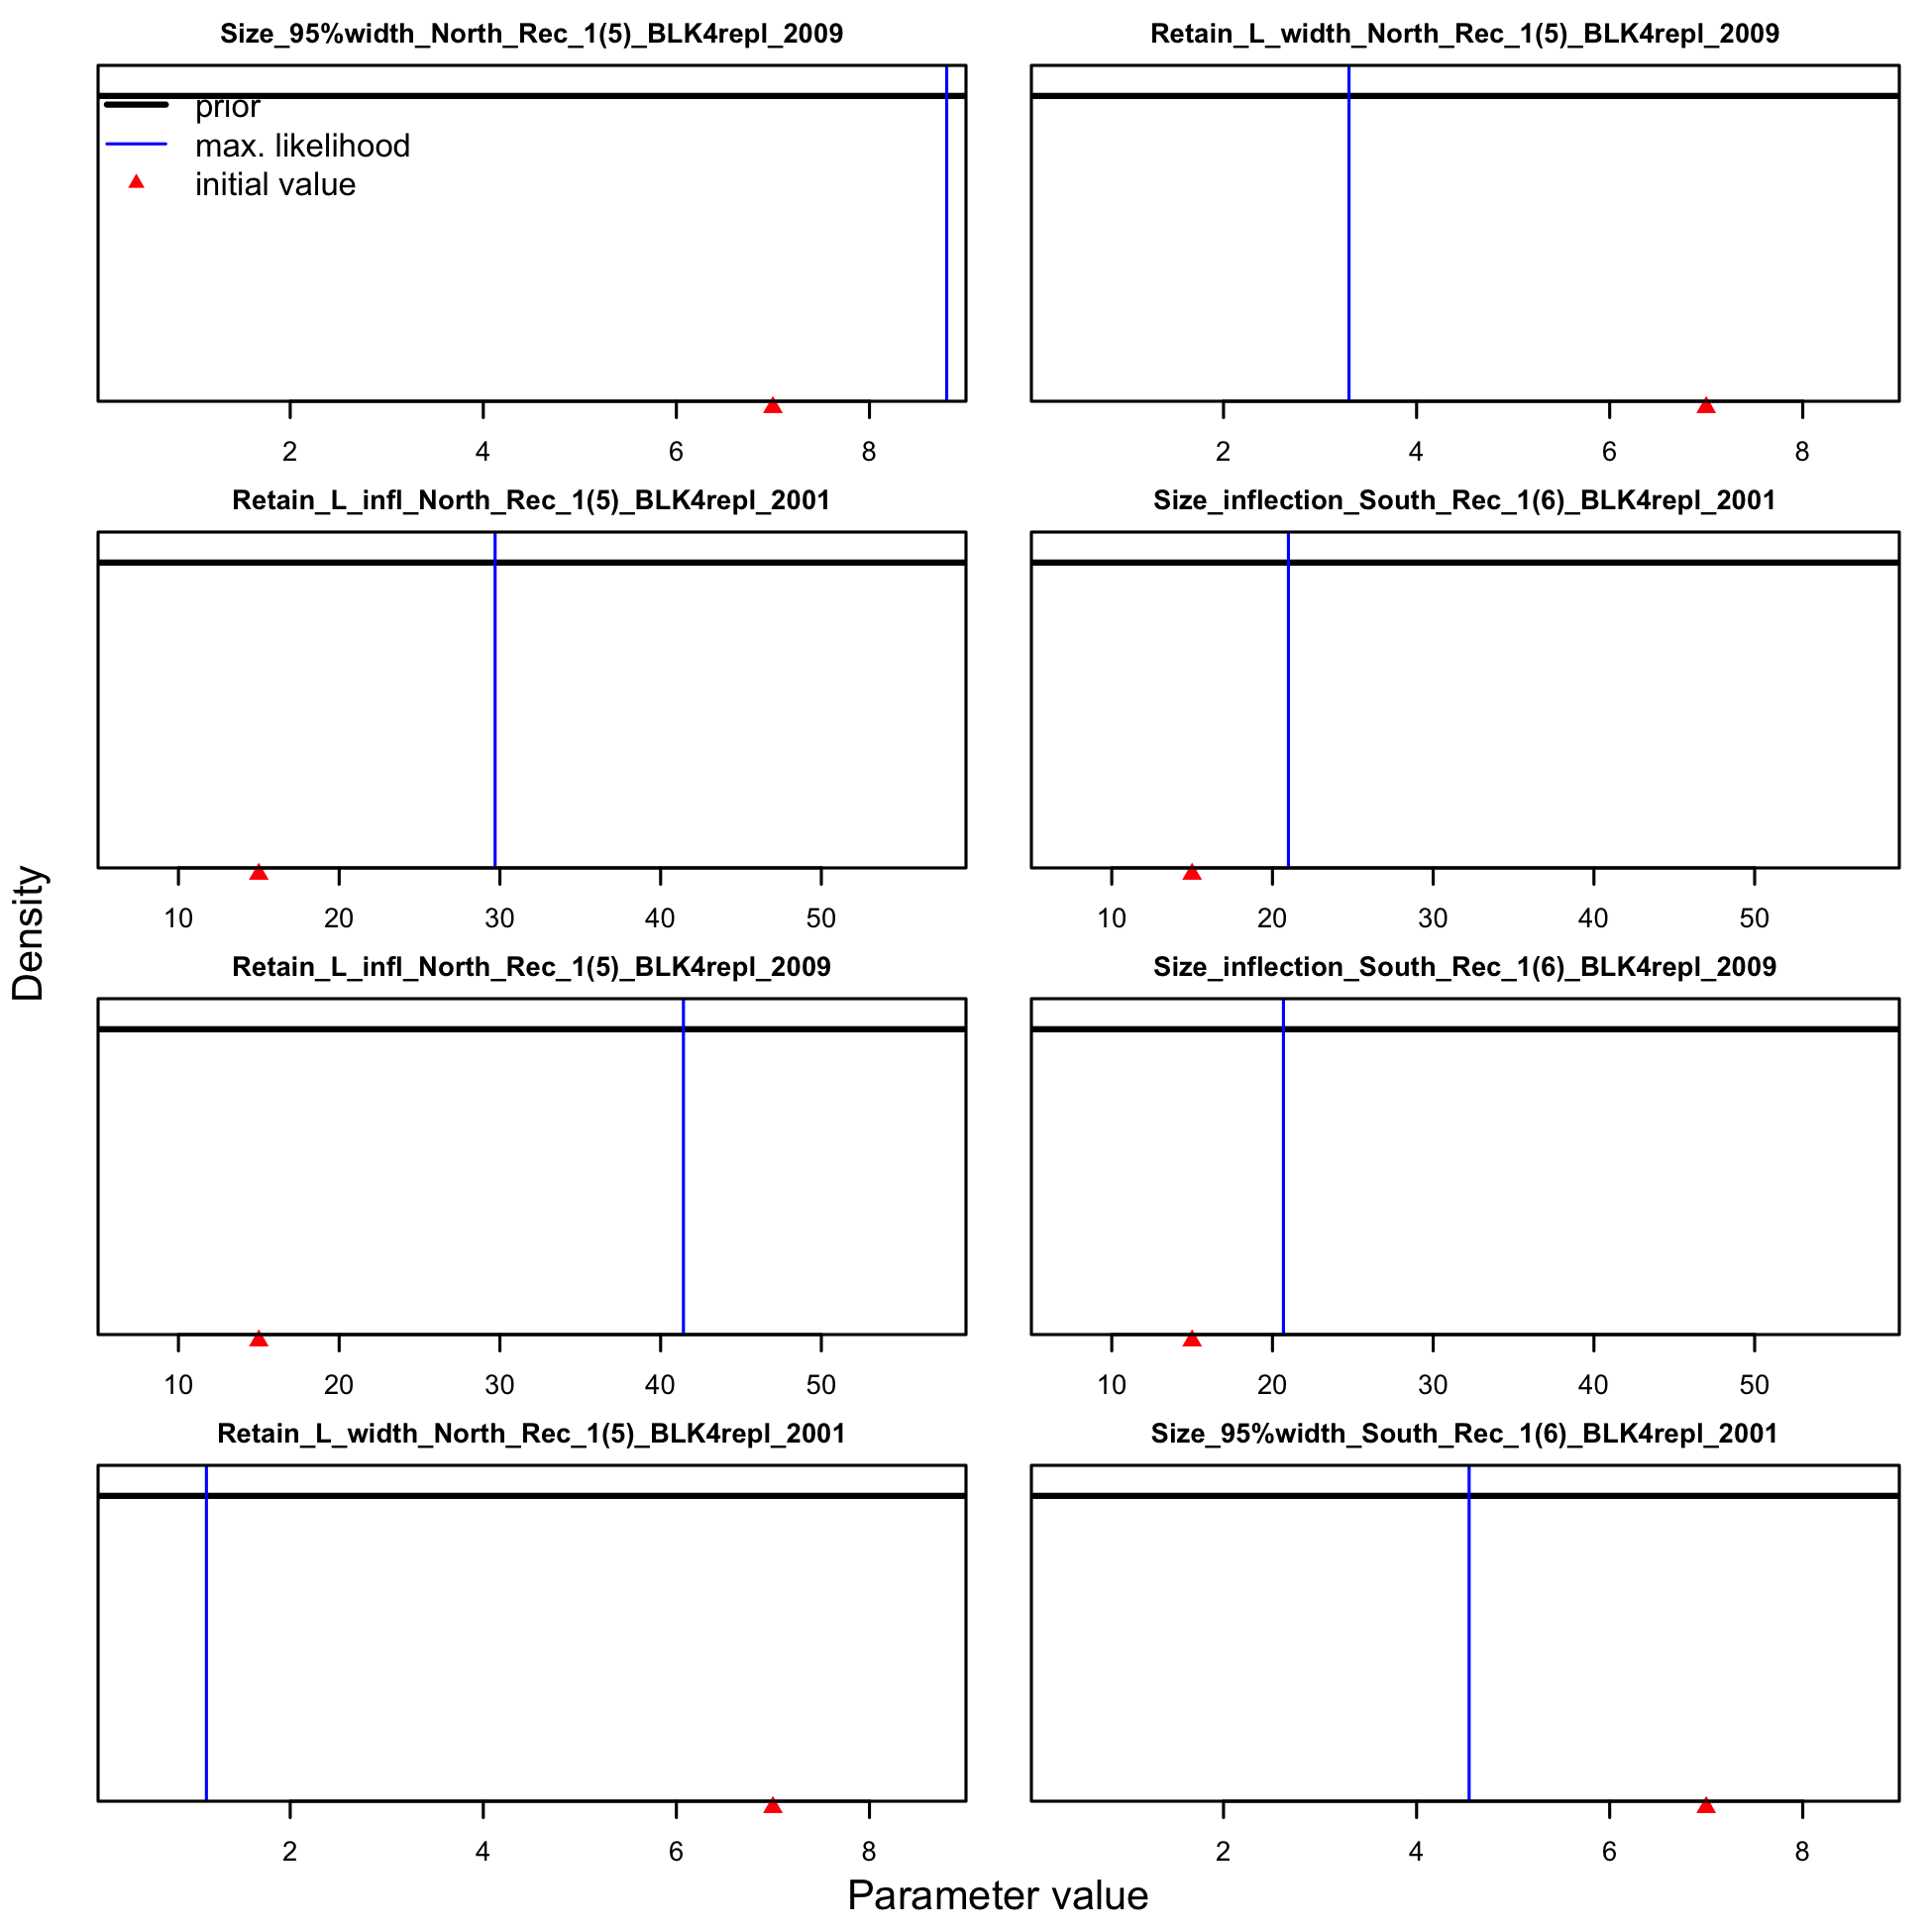 Size_95%width_North_Rec_1(5)_BLK4repl_2009
prior
max. likelihood
initial value
2 4 6 8
Retain_L_width_North_Rec_1(5)_BLK4repl_2009
2 4 6 8
Retain_L_infl_North_Rec_1(5)_BLK4repl_2001
10 20 30 40 50
Size_inflection_South_Rec_1(6)_BLK4repl_2001
10 20 30 40 50
Retain_L_infl_North_Rec_1(5)_BLK4repl_2009
10 20 30 40 50
Size_inflection_South_Rec_1(6)_BLK4repl_2009
10 20 30 40 50
Retain_L_width_North_Rec_1(5)_BLK4repl_2001
2 4 6 8
Size_95%width_South_Rec_1(6)_BLK4repl_2001
2 4 6 8
Density
Parameter value